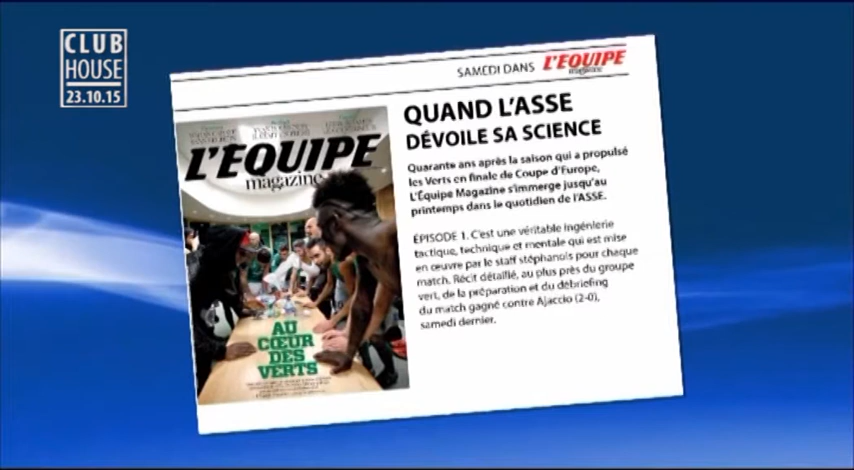 CLUB
HOUSE
23.10.15
SAMEDI DANS L'EQUIPE
magazine
QUAND L'ASSE
DÉVOILE SA SCIENCE
Quarante ans après la saison qui a propulsé
les Verts en finale de Coupe d'Europe,
L'Équipe Magazine s'immerge jusqu'au
printemps dans le quotidien de l'ASSE.
ÉPISODE 1. C'est une véritable ingénierie
tactique, technique et mentale qui est mise
en œuvre par le staff stéphanois pour chaque
match. Récit détaillé, au plus près du groupe
vert, de la préparation et du débriefing
du match gagné contre Ajaccio (2-0),
samedi dernier.
L'EQUIPE
magazine
AU
CŒUR
DES
VERTS